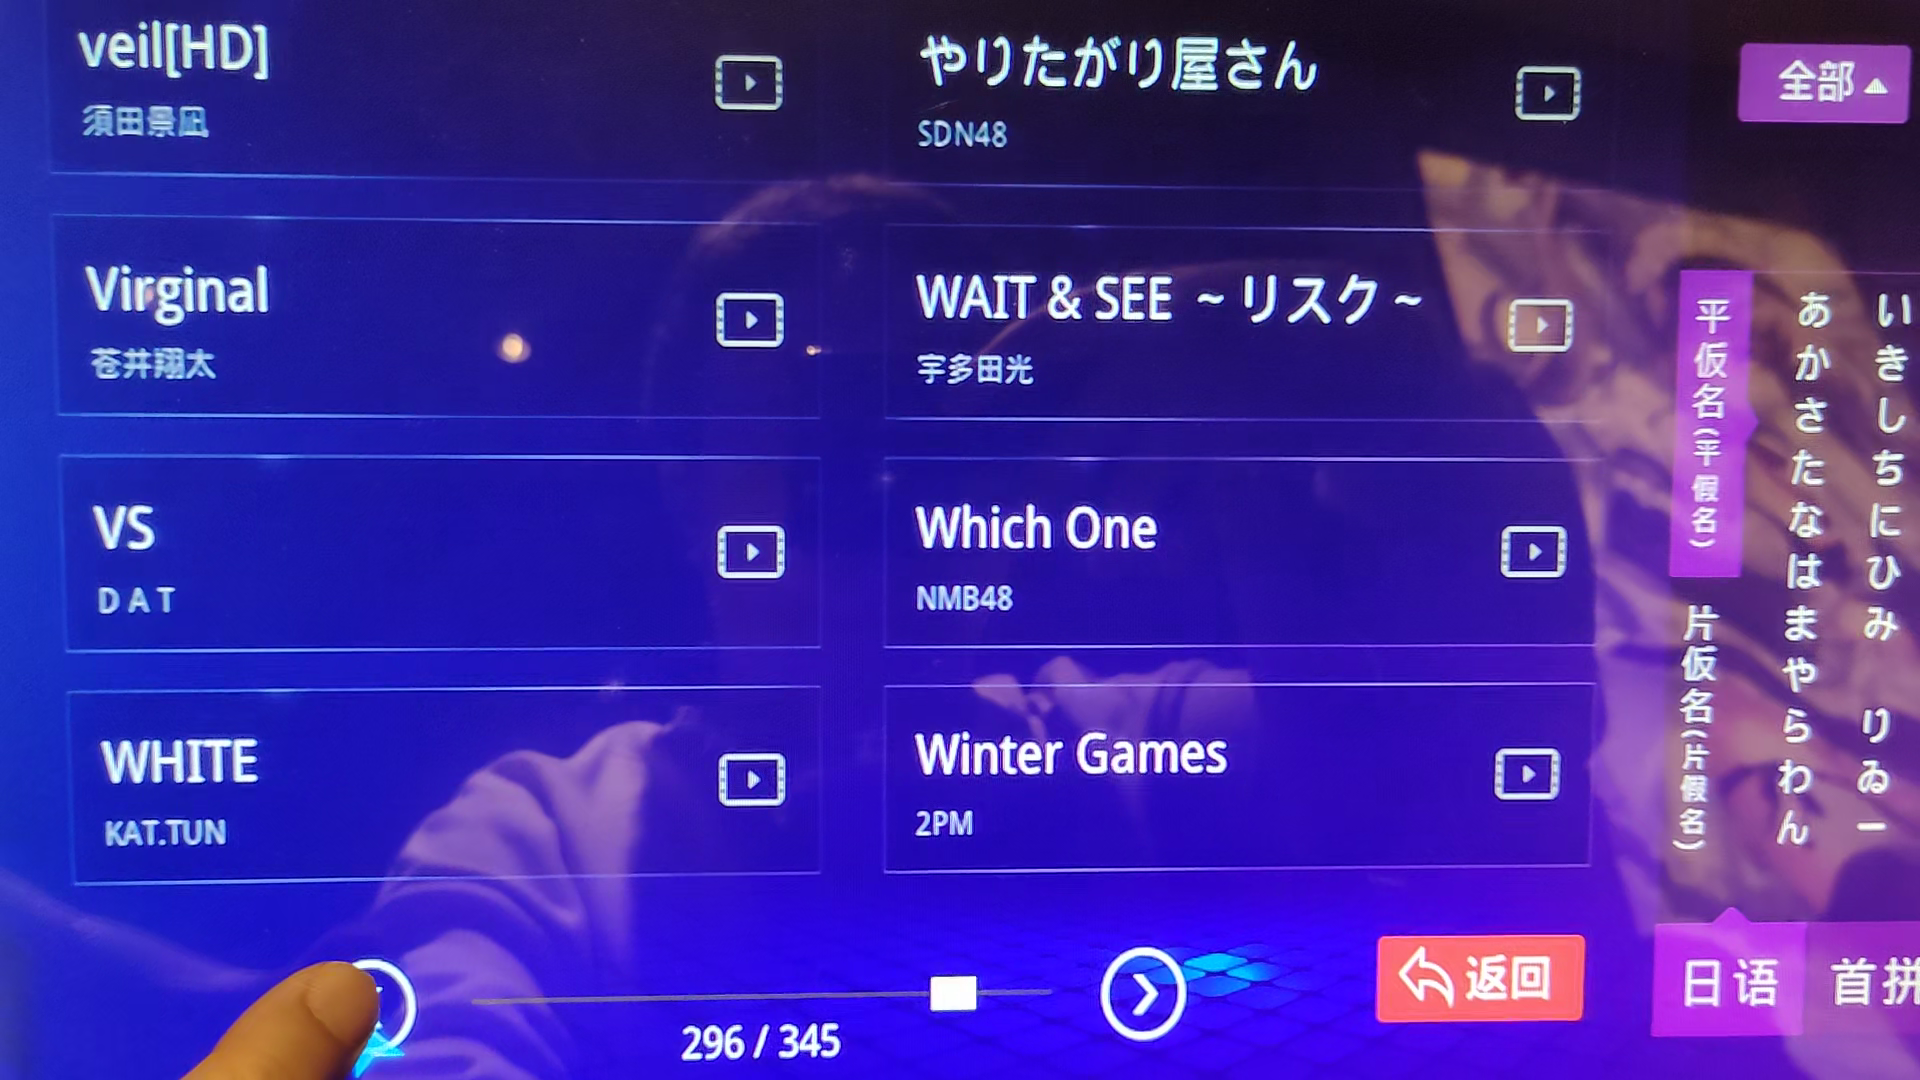 veil[HD]
須田景凪
やりたがり屋さん
SDN48
全部
Virginal
苍井翔太
WAIT & SEE ～リスク～
宇多田光
VS
D A T
Which One
NMB48
WHITE
KAT.TUN
Winter Games
2PM
平仮名(平假名)
片仮名(片假名)
あかさたなはまやらわん
いきしちにひみ りゐー
296 / 345
返回
日语
首拼